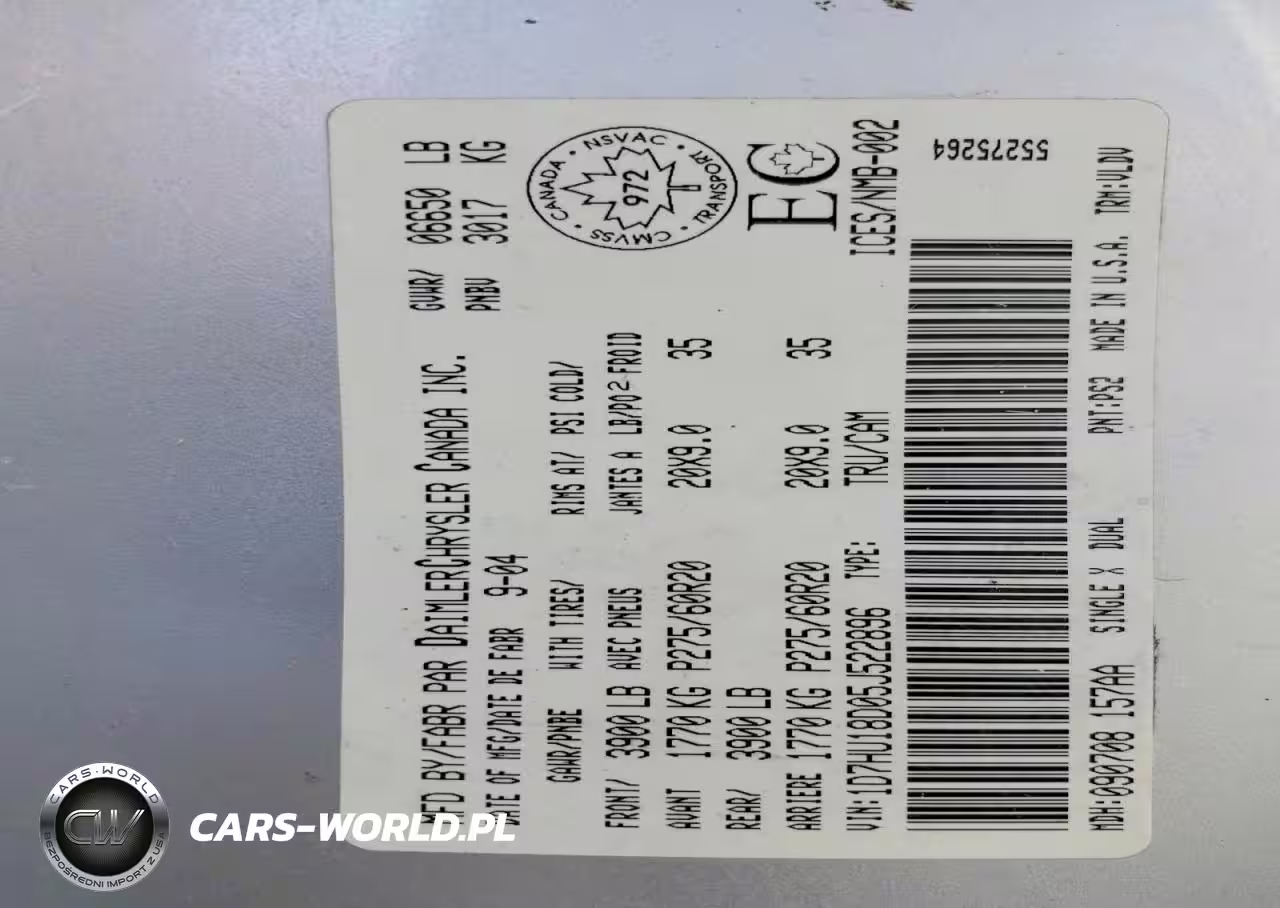 MFD BY/FABR PAR DAIMLERCHRYSLER CANADA INC.
DATE OF MFG/DATE DE FABR 9-04
GVWR/ 06650 LB
PNBV 3017 KG
GAWR/PNBE WITH TIRES/ RIMS AT/ PSI COLD/
FRONT/ 3900 LB AVEC PNEUS JANTES A LB/PO2-FROID
AVANT 1770 KG P275/60R20 20X9.0 35
REAR/ 3900 LB
ARRIERE 1770 KG P275/60R20 20X9.0 35
VIN: 1D7HU18D05J522896 TYPE: TRU/CAM
CANADA · NSVAC · TRANSPORT · CMVSS ·
972
EC
ICES/NMB-002
55275264
MDH: 090708 157AA SINGLE X DUAL PNT: PS2 MADE IN U.S.A. TRM: VLDV
CARS-WORLD
CW
BEZPOŚREDNI IMPORT Z USA
CARS-WORLD.PL